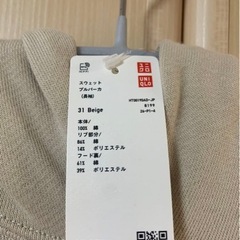 スウェット
プルパーカ
(長袖)
ユニ
クロ
UNI
QLO
31 Beige
本体/
100% 綿
リブ部分/
86% 綿
14% ポリエステル
フード裏/
61% 綿
39% ポリエステル